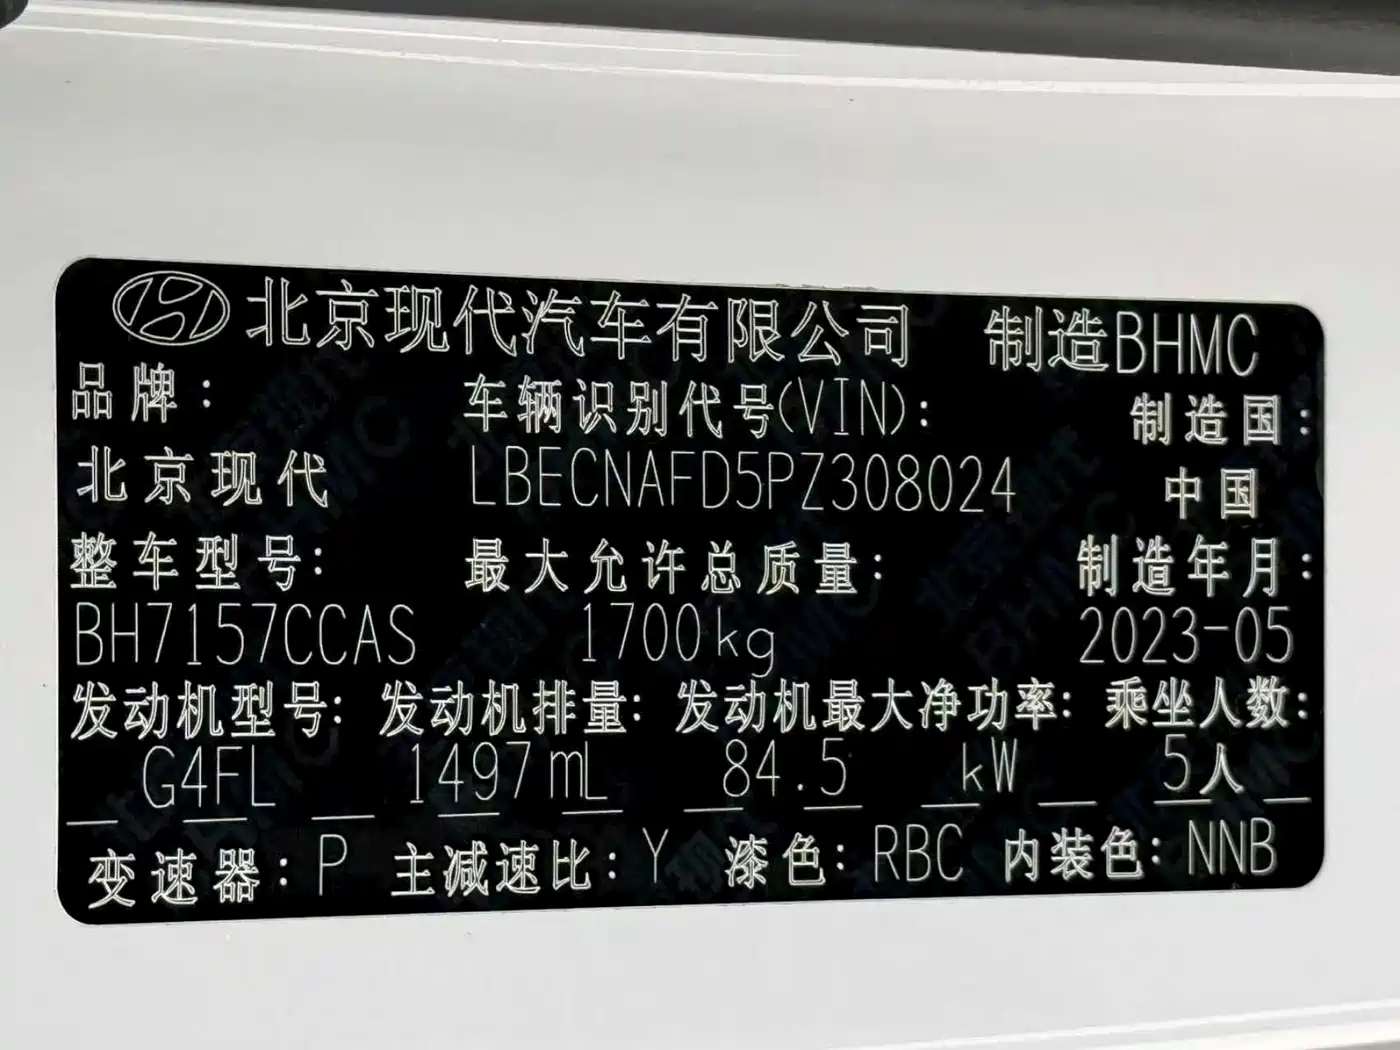 北京现代汽车有限公司 制造BHMC
品牌： 车辆识别代号(VIN)： 制造国：
北京现代 LBECNAFD5PZ308024 中国
整车型号： 最大允许总质量： 制造年月：
BH7157CCAS 1700kg 2023-05
发动机型号： 发动机排量： 发动机最大净功率： 乘坐人数：
G4FL 1497mL 84.5 kW 5人
变速器：P 主减速比：Y 漆色：RBC 内装色：NNB